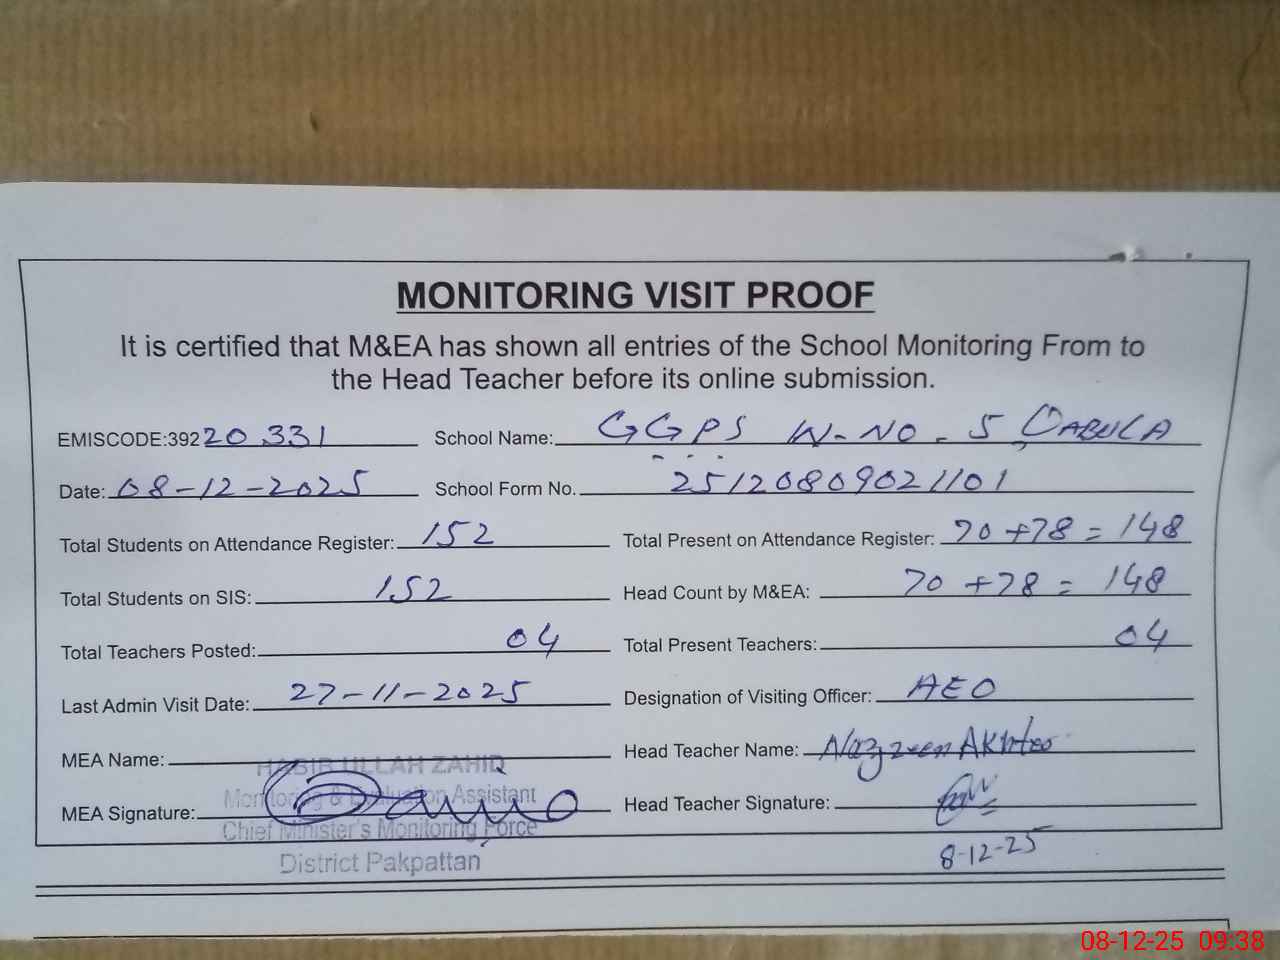 MONITORING VISIT PROOF
It is certified that M&EA has shown all entries of the School Monitoring From to
the Head Teacher before its online submission.
EMISCODE:39220331 School Name: GGPS W-NO-5, DABULA
Date: 08-12-2025 School Form No. 25120809021101
Total Students on Attendance Register: 152 Total Present on Attendance Register: 70+78=148
Total Students on SIS: 152 Head Count by M&EA: 70+78=148
Total Teachers Posted: 04 Total Present Teachers: 04
Last Admin Visit Date: 27-11-2025 Designation of Visiting Officer: AEO
MEA Name: Head Teacher Name: Akhter
HABIB ULLAH ZAHID
Monitoring & Evaluation Assistant
MEA Signature: Head Teacher Signature:
Chief Minister's Monitoring Force
District Pakpattan
8-12-25
08-12-25 09:38